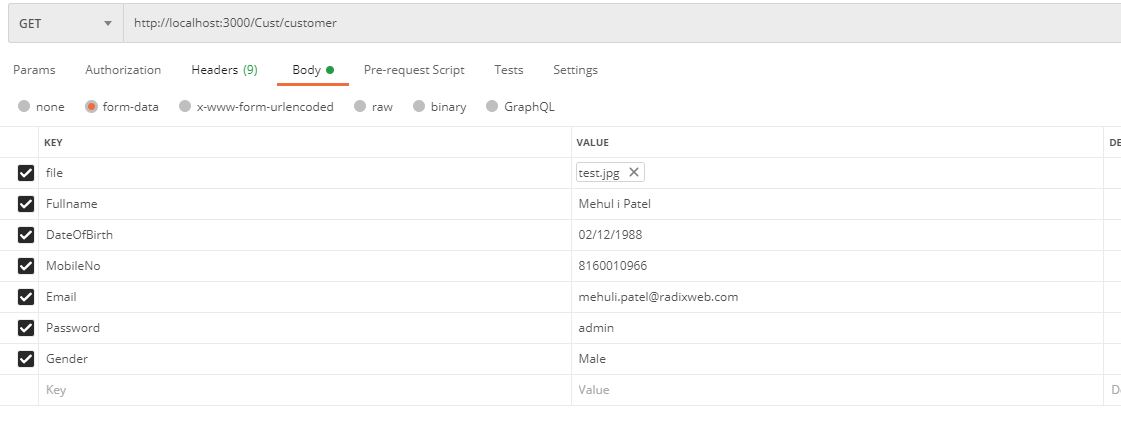 GET http://localhost:3000/Cust/customer
Params Authorization Headers (9) Body Pre-request Script Tests Settings
none form-data x-www-form-urlencoded raw binary GraphQL
KEY VALUE DE
file test.jpg
Fullname Mehul i Patel
DateOfBirth 02/12/1988
MobileNo 8160010966
Email mehuli.patel@radixweb.com
Password admin
Gender Male
Key Value D